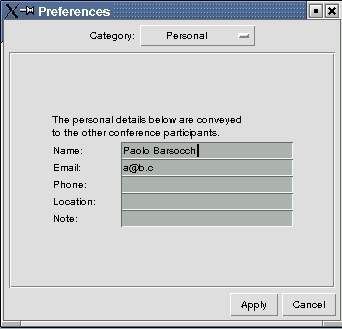 Preferences
Category: Personal
The personal details below are conveyed
to the other conference participants.
Name: Paolo Barsocch
Email: a@b.c
Phone:
Location:
Note:
Apply Cancel